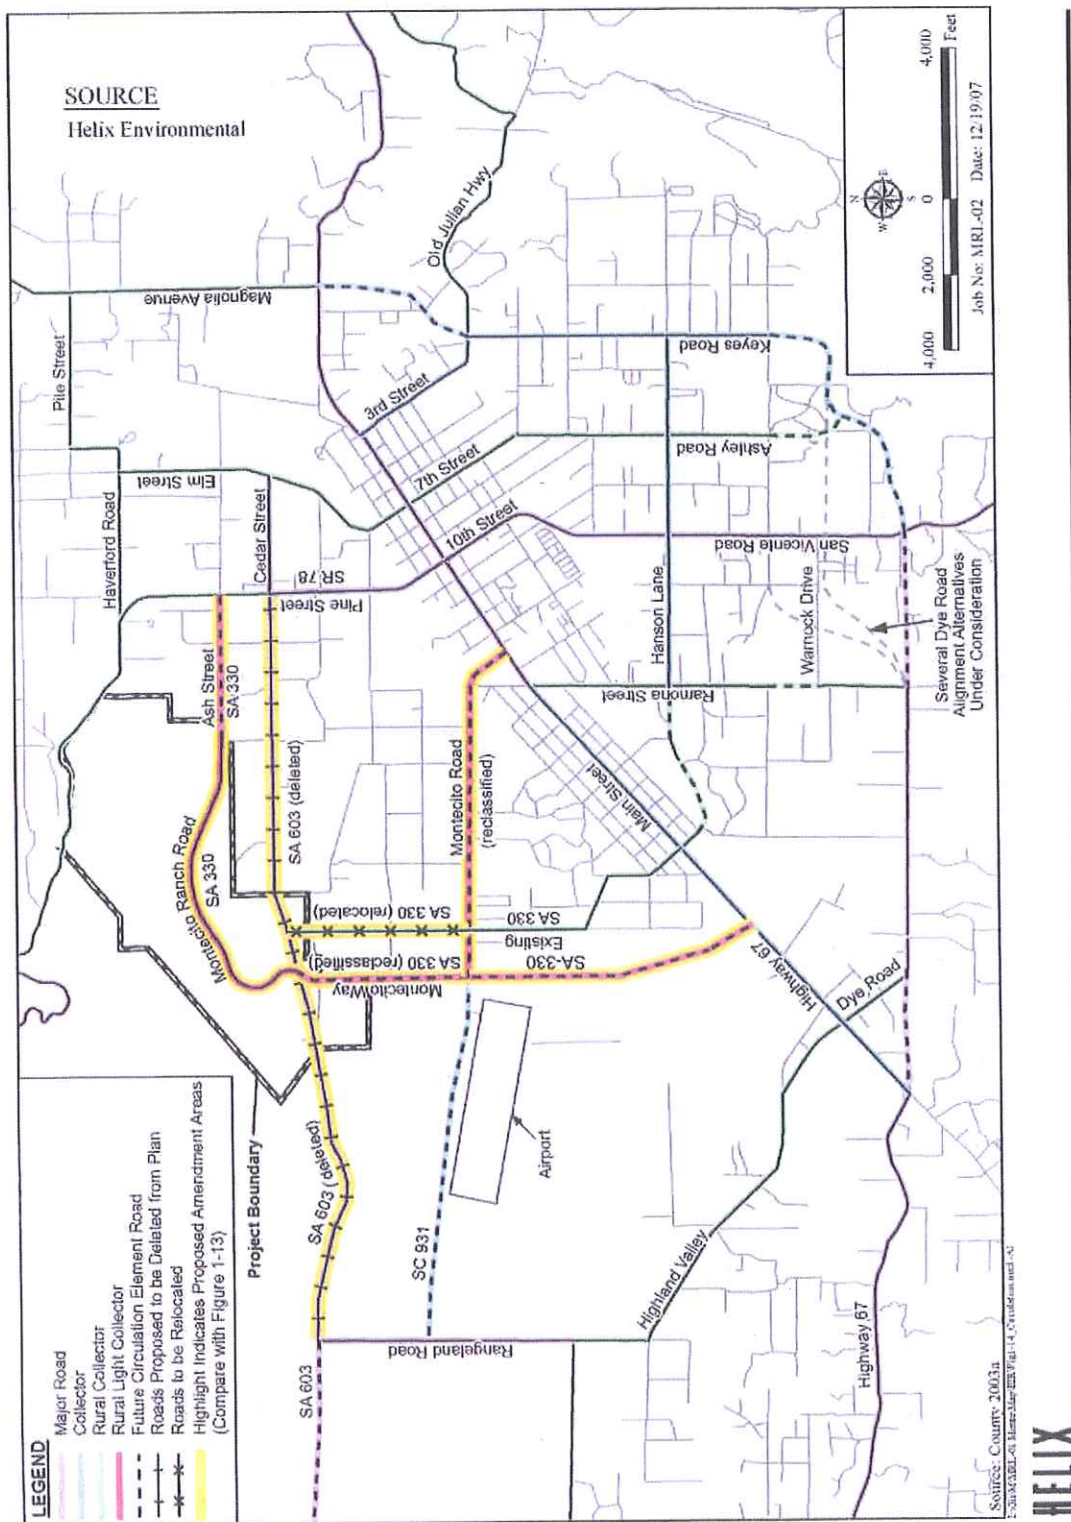 SOURCE
Helix Environmental
LEGEND
Major Road
Collector
Rural Collector
Rural Light Collector
Future Circulation Element Road
Roads Proposed to be Deleted from Plan
Roads to be Relocated
Highlight Indicates Proposed Amendment Areas
(Compare with Figure 1-13)
Project Boundary
Pile Street
Magnolia Avenue
Haverford Road
Elm Street
Cedar Street
SR 78
Pine Street
Ash Street
SA 330
Montecito Ranch Road
SA 330
SA 603 (deleted)
SA 603 (deleted)
SA 603
SA 330 (relocated)
SA 330 (reclassified)
Montecito Way
Montecito Road
(reclassified)
Existing
SA 330
SA-330
SC 931
Airport
Rangeland Road
Highland Valley
Highway 67
Highway 67
Dye Road
Main Street
Old Julian Hwy
3rd Street
7th Street
10th Street
Keyes Road
Ashley Road
San Vicente Road
Hanson Lane
Warnock Drive
Ramona Street
Several Dye Road
Alignment Alternatives
Under Consideration
N
W
E
S
4,000
2,000
0
4,000
Feet
Job No: MRL-02 Date: 12/19/07
Source: County 2003a
HELIX